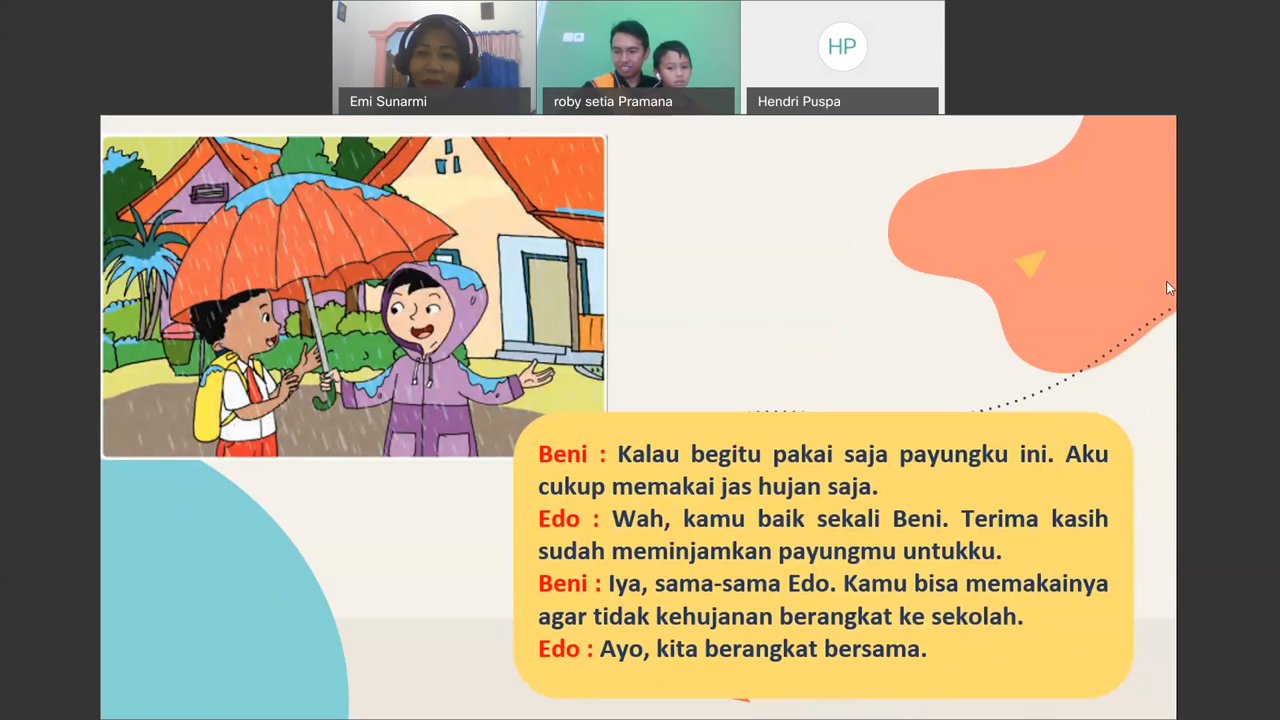 Emi Sunarmi
roby setia Pramana
HP
Hendri Puspa
Beni : Kalau begitu pakai saja payungku ini. Aku
cukup memakai jas hujan saja.
Edo : Wah, kamu baik sekali Beni. Terima kasih
sudah meminjamkan payungmu untukku.
Beni : Iya, sama-sama Edo. Kamu bisa memakainya
agar tidak kehujanan berangkat ke sekolah.
Edo : Ayo, kita berangkat bersama.